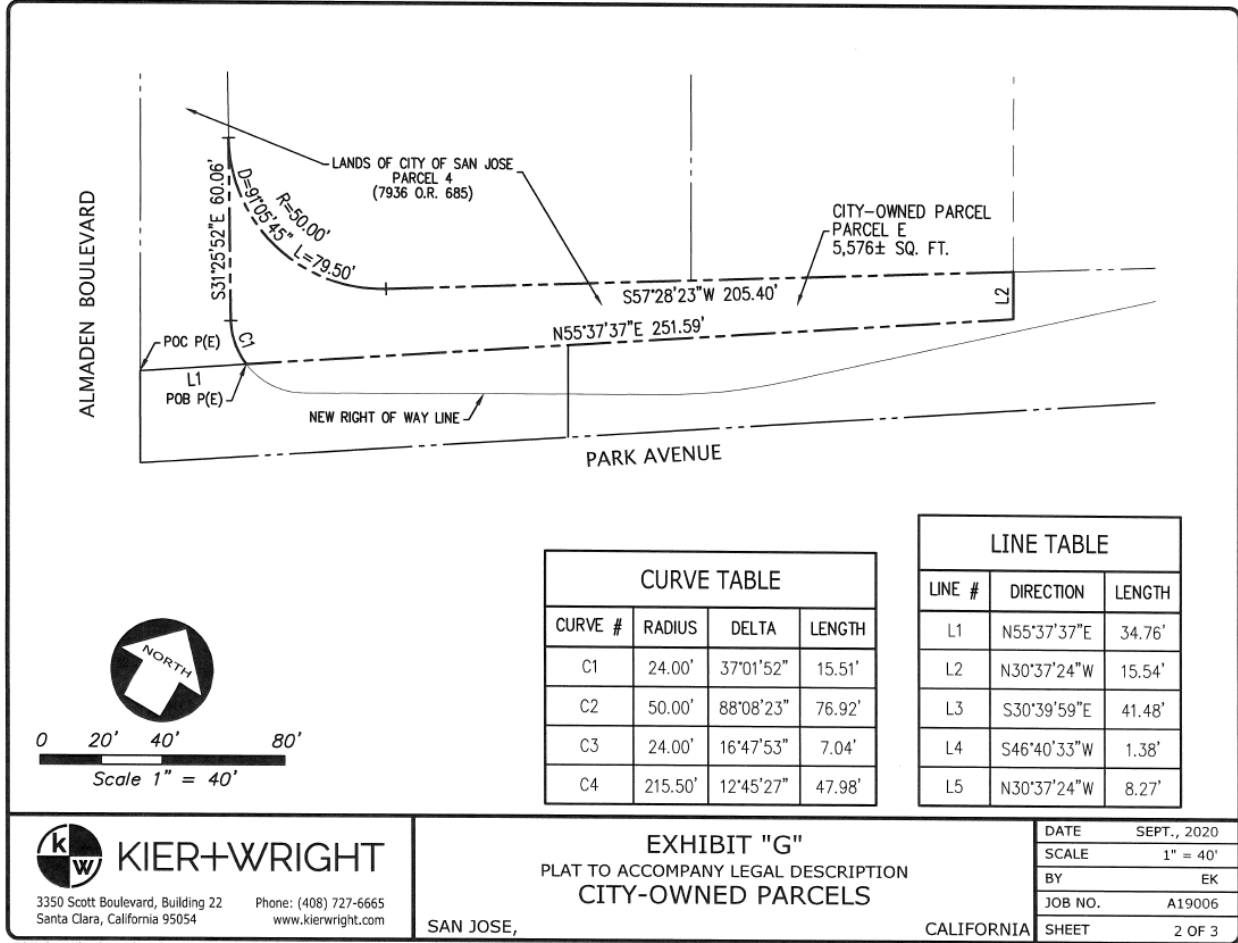 ALMADEN BOULEVARD
LANDS OF CITY OF SAN JOSE
PARCEL 4
(7936 O.R. 685)
S31°25'52"E 60.06'
R=50.00'
D=91°05'45" L=79.50'
CITY-OWNED PARCEL
PARCEL E
5,576± SQ. FT.
S57°28'23"W 205.40'
L2
N55°37'37"E 251.59'
C1
POC P(E)
L1
POB P(E)
NEW RIGHT OF WAY LINE
PARK AVENUE
NORTH
0 20' 40' 80'
Scale 1" = 40'
CURVE TABLE
CURVE # RADIUS DELTA LENGTH
C1 24.00' 37°01'52" 15.51'
C2 50.00' 88°08'23" 76.92'
C3 24.00' 16°47'53" 7.04'
C4 215.50' 12°45'27" 47.98'
LINE TABLE
LINE # DIRECTION LENGTH
L1 N55°37'37"E 34.76'
L2 N30°37'24"W 15.54'
L3 S30°39'59"E 41.48'
L4 S46°40'33"W 1.38'
L5 N30°37'24"W 8.27'
k
w
KIER+WRIGHT
3350 Scott Boulevard, Building 22 Phone: (408) 727-6665
Santa Clara, California 95054 www.kierwright.com
EXHIBIT "G"
PLAT TO ACCOMPANY LEGAL DESCRIPTION
CITY-OWNED PARCELS
SAN JOSE, CALIFORNIA
DATE SEPT., 2020
SCALE 1" = 40'
BY EK
JOB NO. A19006
SHEET 2 OF 3